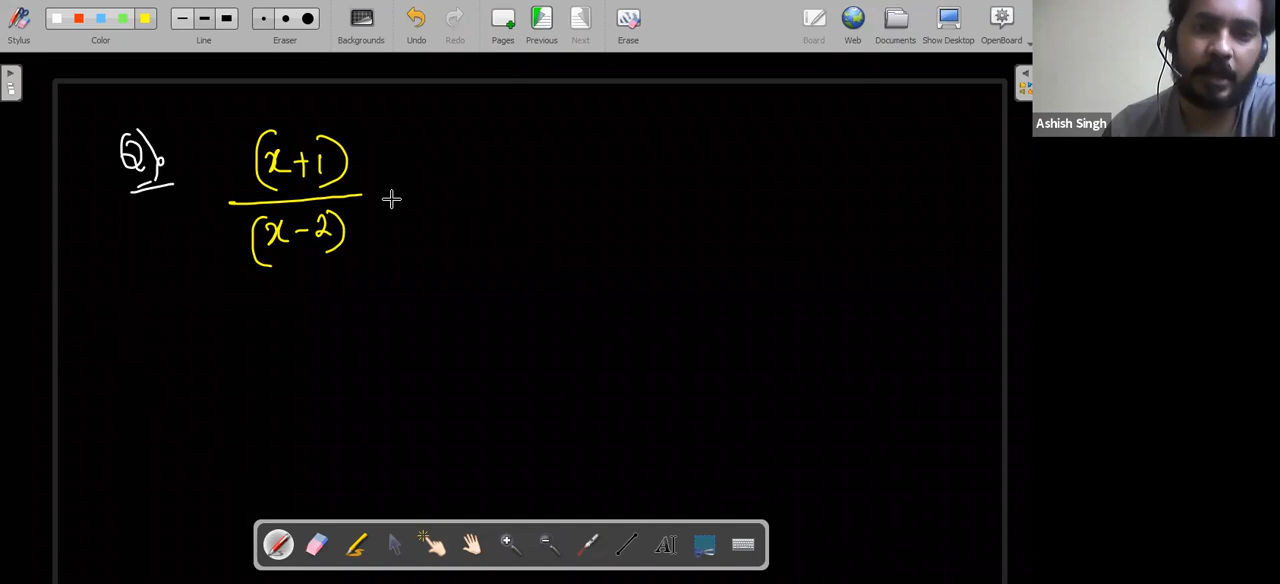 Stylus Color Line Eraser Backgrounds Undo Redo Pages Previous Next Erase Board Web Documents Show Desktop OpenBoard
Ashish Singh
Q). (x+1)
(x-2)
AI